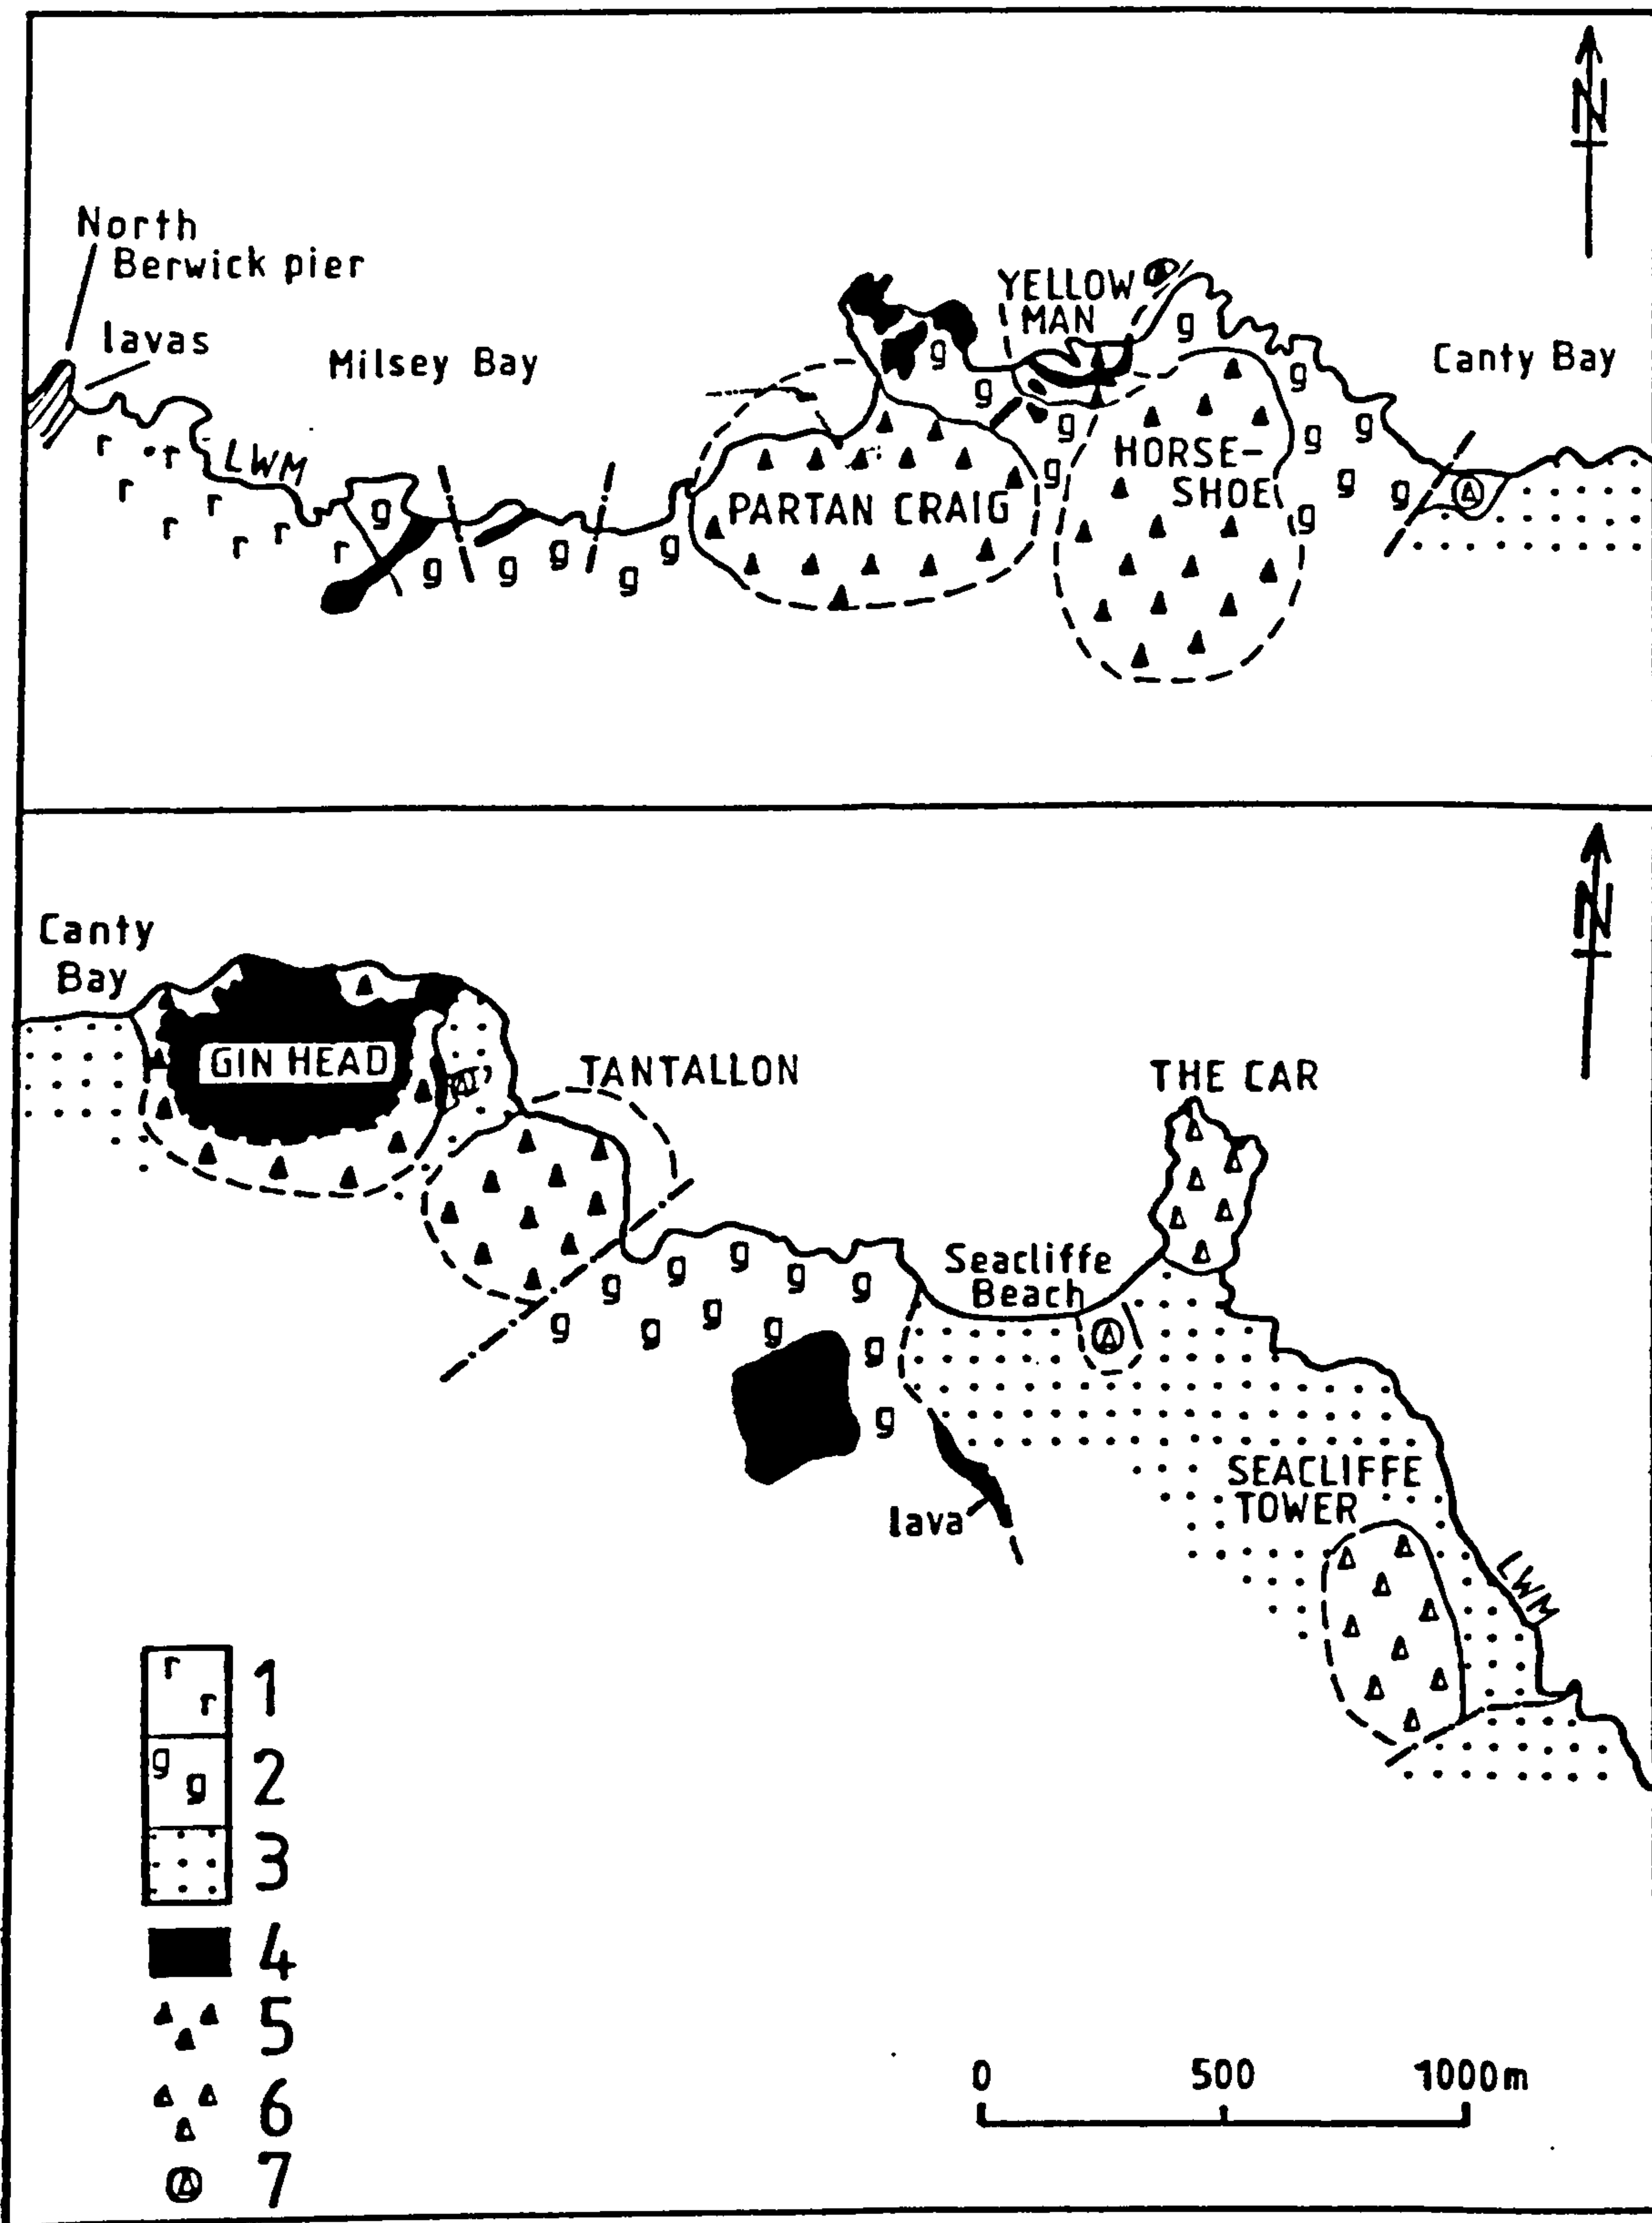 N
North
Berwick pier
lavas
Milsey Bay
LWM
YELLOW
MAN
Canty Bay
HORSE-
SHOE
PARTAN CRAIG
r r r r r r r r
g g g g g g g g g g g g g g g g g
N
Canty
Bay
GIN HEAD
TANTALLON
THE CAR
Seacliffe
Beach
g g g g g g g g g g g
lava
SEACLIFFE
TOWER
LWM
r r 1
g g 2
3
4
5
6
7
0 500 1000m